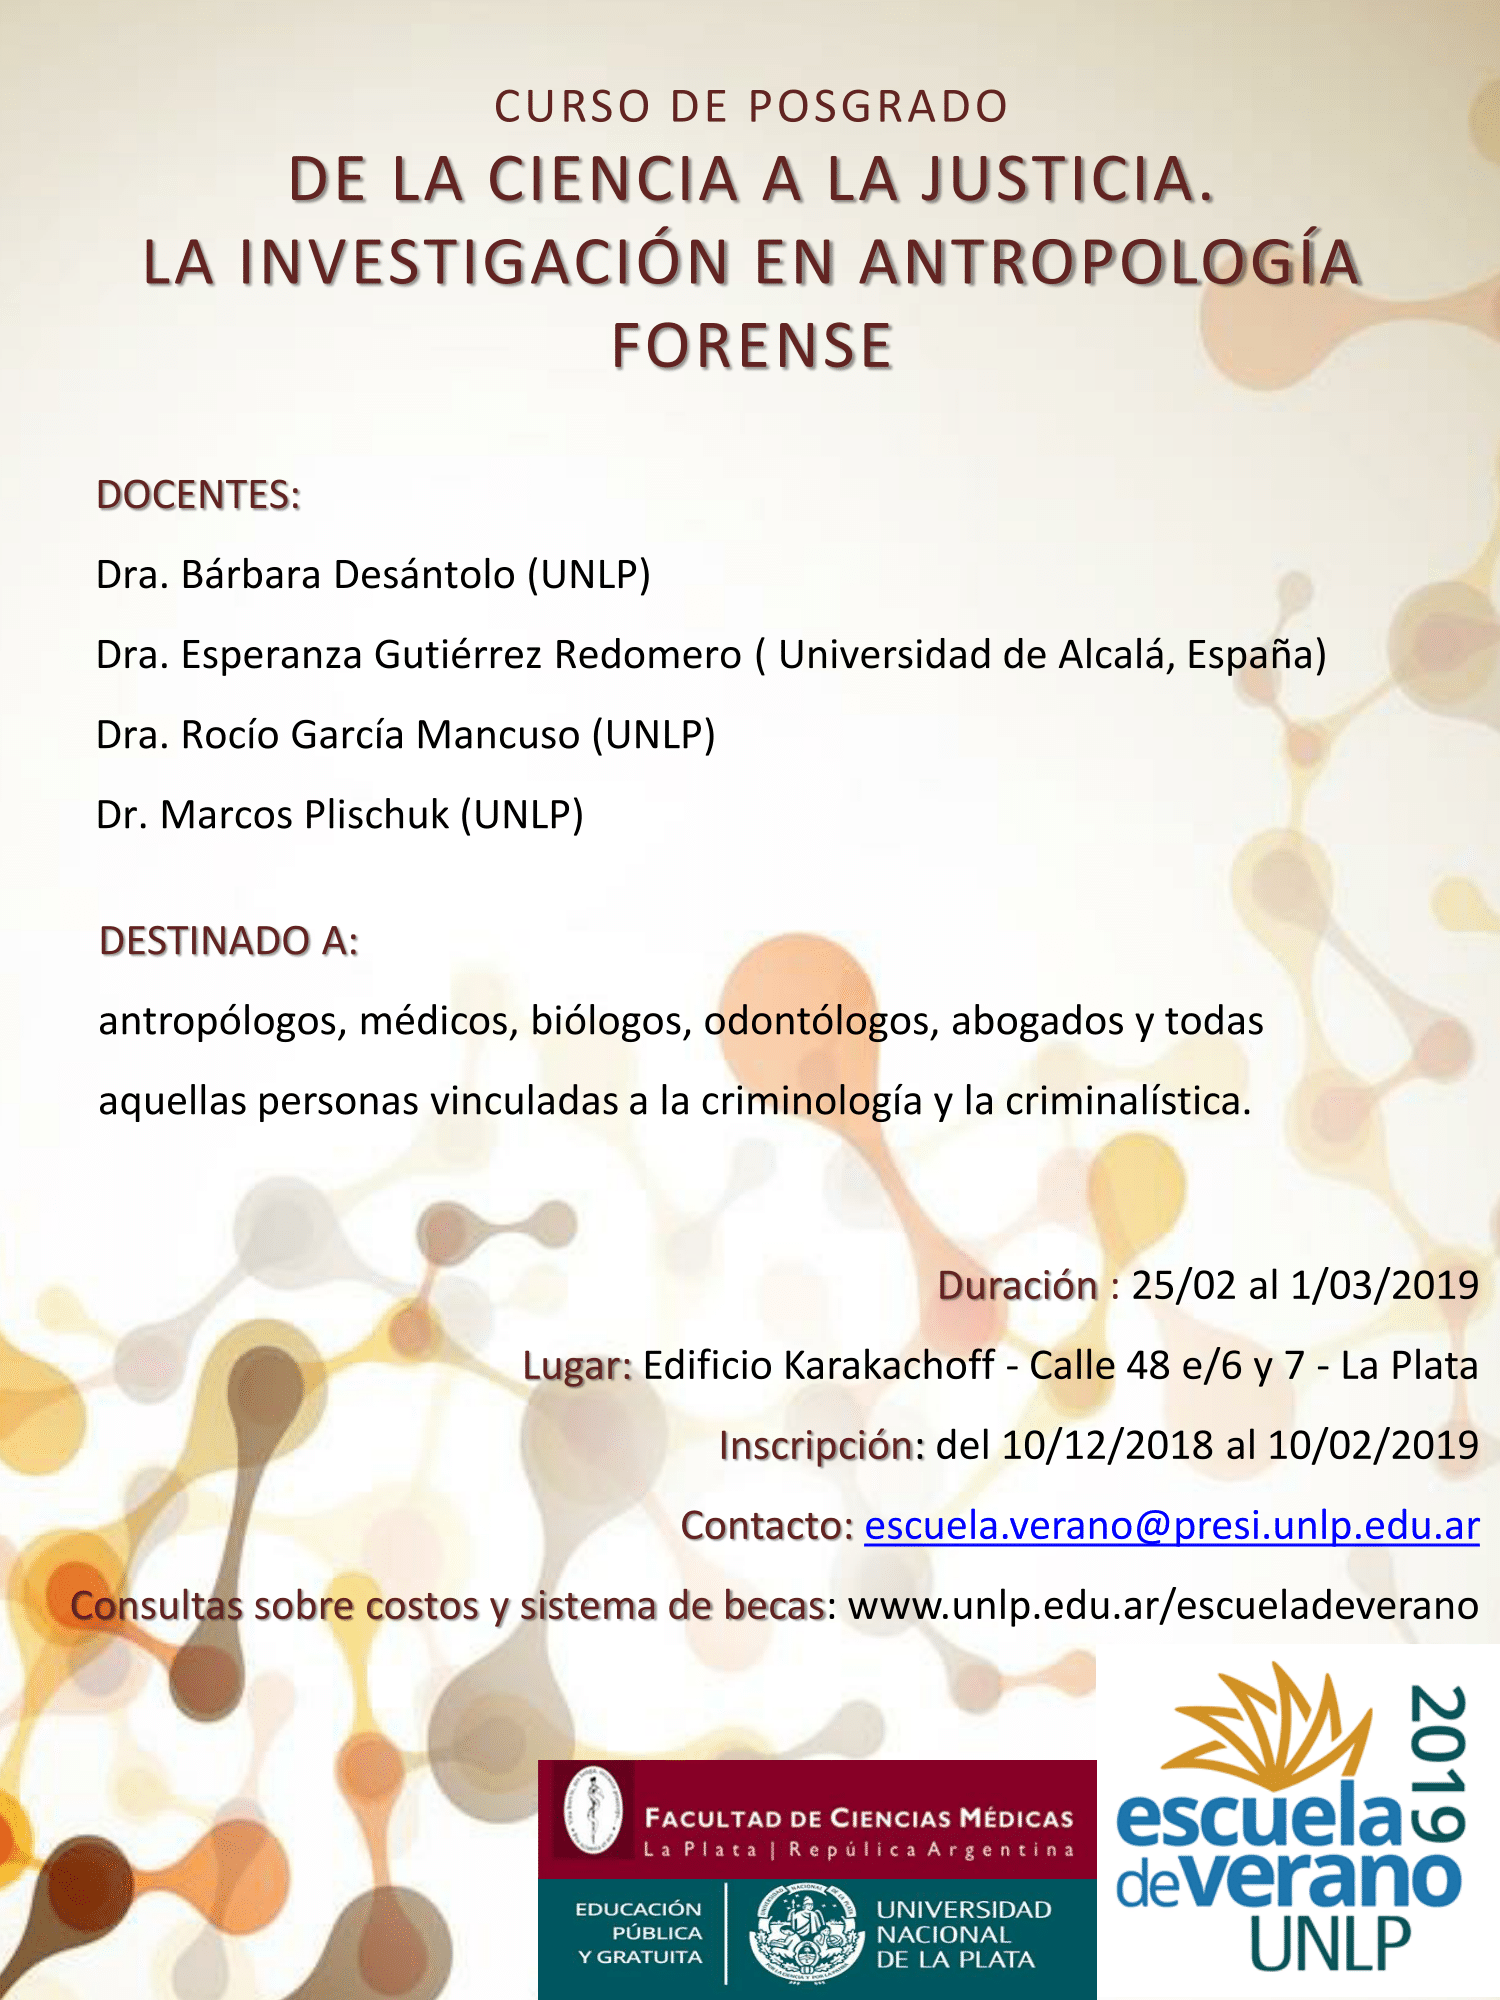 CURSO DE POSGRADO
DE LA CIENCIA A LA JUSTICIA.
LA INVESTIGACIÓN EN ANTROPOLOGÍA
FORENSE
DOCENTES:
Dra. Bárbara Desántolo (UNLP)
Dra. Esperanza Gutiérrez Redomero ( Universidad de Alcalá, España)
Dra. Rocío García Mancuso (UNLP)
Dr. Marcos Plischuk (UNLP)
DESTINADO A:
antropólogos, médicos, biólogos, odontólogos, abogados y todas
aquellas personas vinculadas a la criminología y la criminalística.
Duración : 25/02 al 1/03/2019
Lugar: Edificio Karakachoff - Calle 48 e/6 y 7 - La Plata
Inscripción: del 10/12/2018 al 10/02/2019
Contacto: escuela.verano@presi.unlp.edu.ar
Consultas sobre costos y sistema de becas: www.unlp.edu.ar/escueladeverano
FACULTAD DE CIENCIAS MÉDICAS
La Plata | Repúlica Argentina
EDUCACIÓN
PÚBLICA
Y GRATUITA
UNIVERSIDAD
NACIONAL
DE LA PLATA
escuela
deverano
UNLP
2019